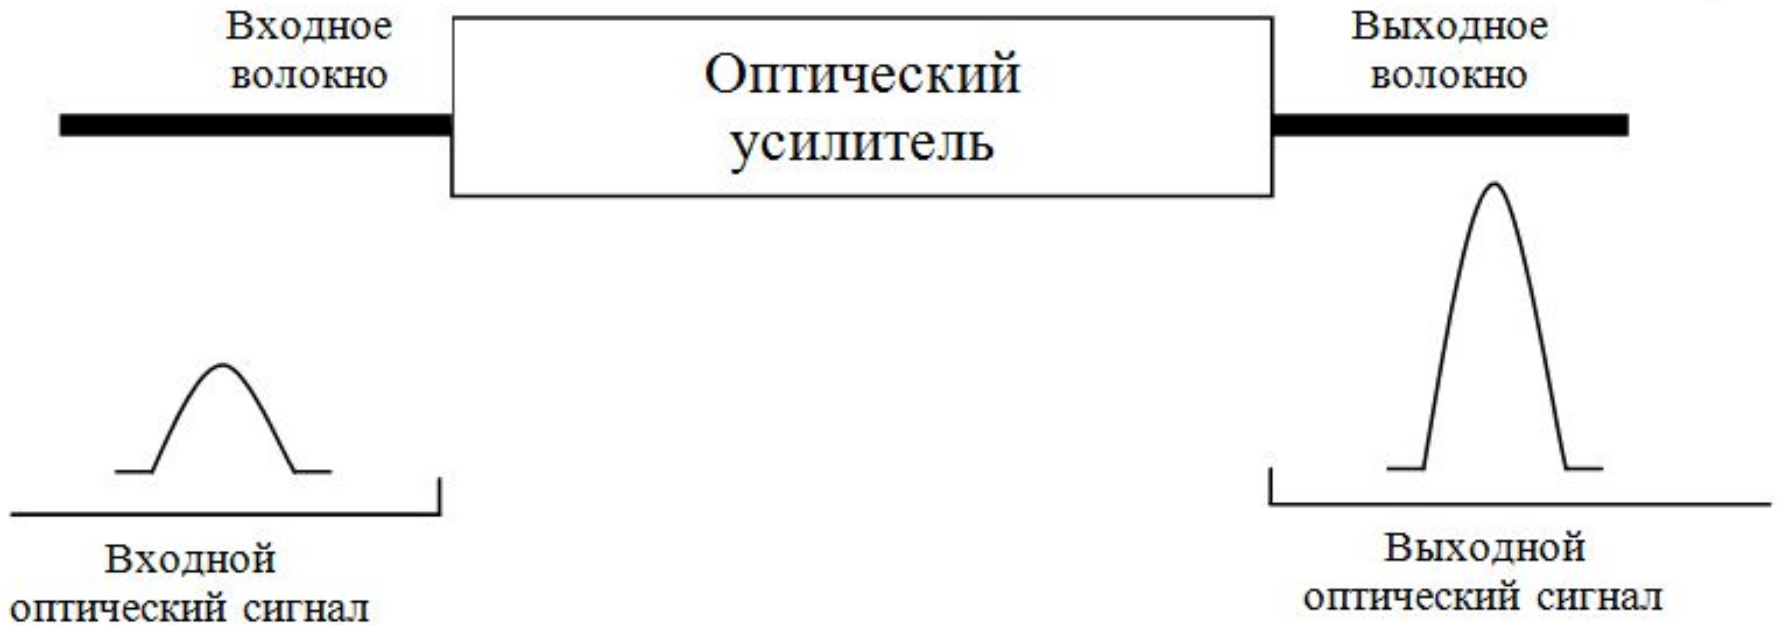 Входное
волокно
Оптический
усилитель
Выходное
волокно
Входной
оптический сигнал
Выходной
оптический сигнал